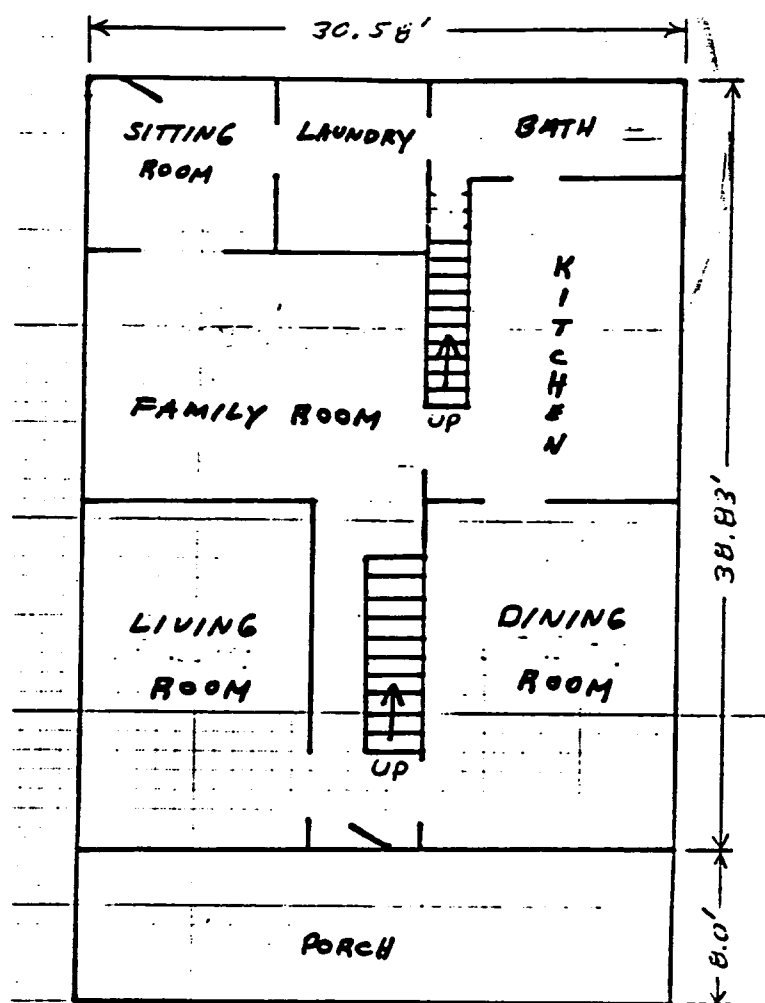 30.58'
SITTING
ROOM
LAUNDRY
BATH
KITCHEN
FAMILY ROOM
UP
38.83'
LIVING
ROOM
DINING
ROOM
UP
8.0'
PORCH